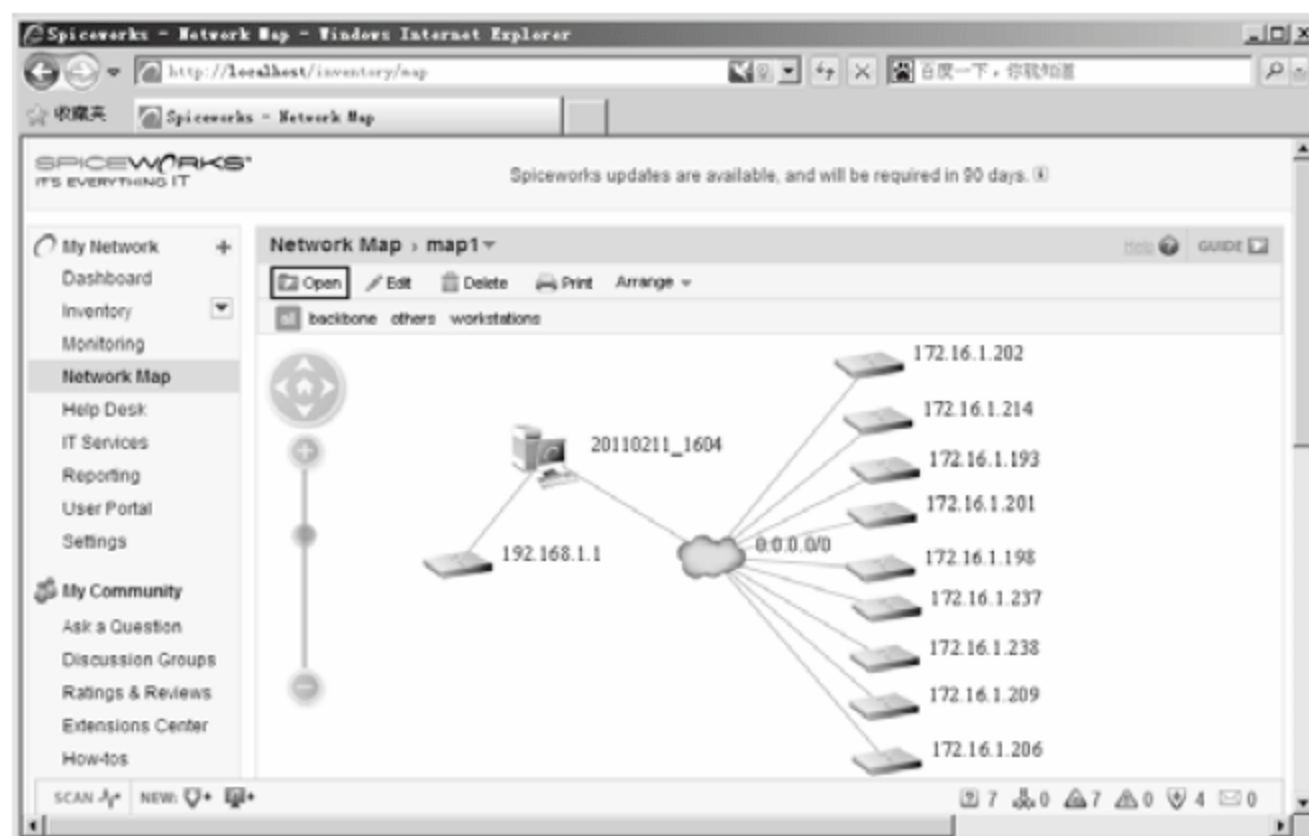 Spiceworks - Network Map - Windows Internet Explorer
http://localhost/inventory/map
百度一下，你就知道
收藏夹
Spiceworks - Network Map
SPICEWORKS
IT'S EVERYTHING IT
Spiceworks updates are available, and will be required in 90 days.
My Network
Dashboard
Inventory
Monitoring
Network Map
Help Desk
IT Services
Reporting
User Portal
Settings
My Community
Ask a Question
Discussion Groups
Ratings & Reviews
Extensions Center
How-tos
Network Map › map1
Help
GUIDE
Open Edit Delete Print Arrange
all backbone others workstations
172.16.1.202
172.16.1.214
20110211_1604
172.16.1.193
172.16.1.201
192.168.1.1
0.0.0.0/0
172.16.1.198
172.16.1.237
172.16.1.238
172.16.1.209
172.16.1.206
SCAN NEW: + +
7 0 7 0 4 0